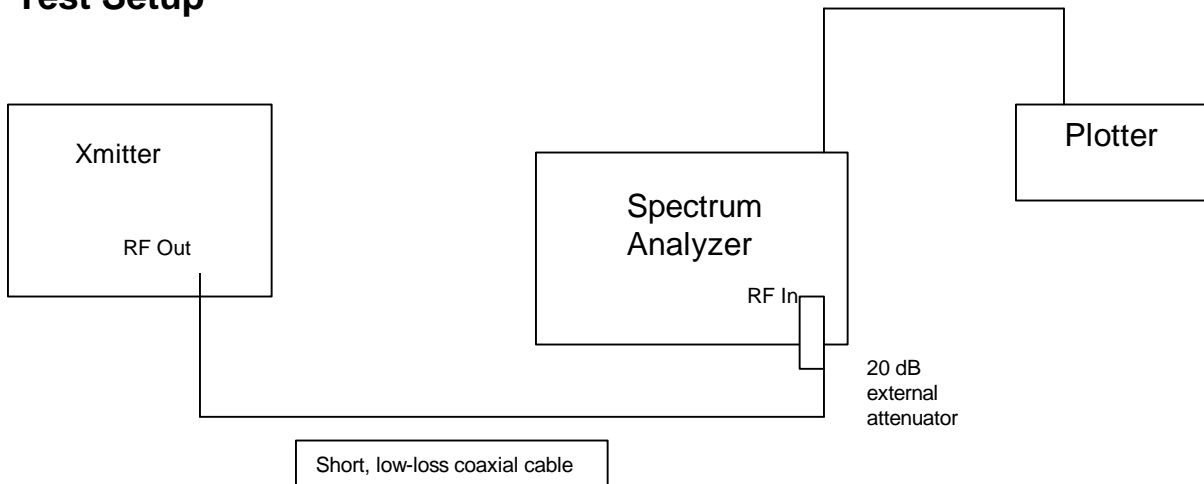 Test Setup
Xmitter
RF Out
Spectrum
Analyzer
RF In
Plotter
20 dB
external
attenuator
Short, low-loss coaxial cable